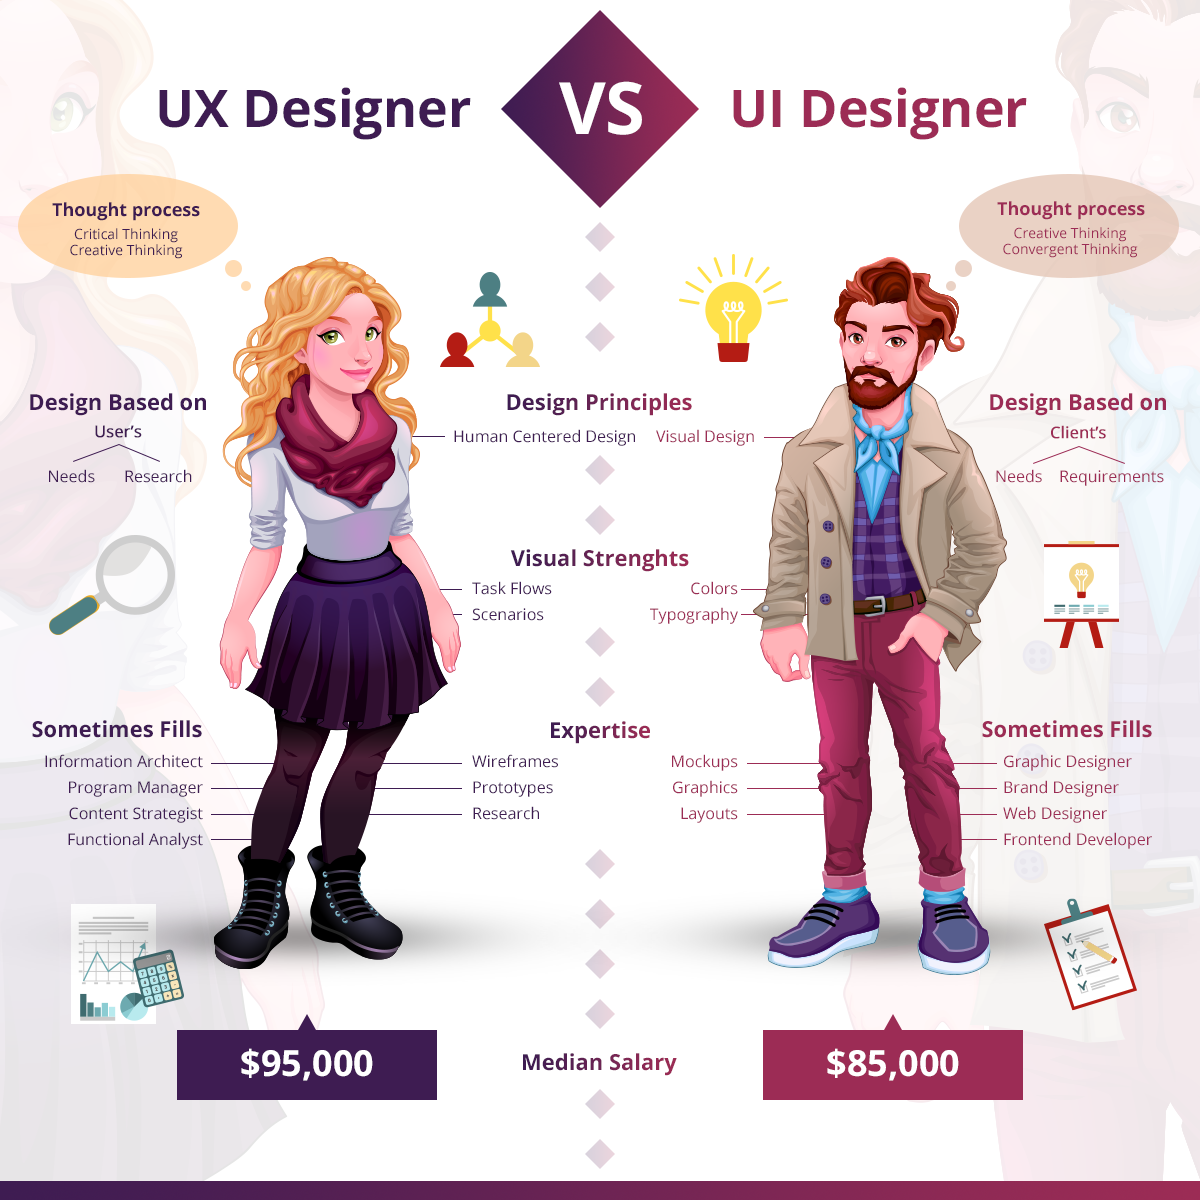 UX Designer
VS
UI Designer
Thought process
Critical Thinking
Creative Thinking
Thought process
Creative Thinking
Convergent Thinking
Design Based on
User's
Needs
Research
Design Principles
Human Centered Design
Visual Design
Design Based on
Client's
Needs
Requirements
Visual Strenghts
Task Flows
Scenarios
Colors
Typography
Sometimes Fills
Information Architect
Program Manager
Content Strategist
Functional Analyst
Expertise
Wireframes
Prototypes
Research
Mockups
Graphics
Layouts
Sometimes Fills
Graphic Designer
Brand Designer
Web Designer
Frontend Developer
$95,000
Median Salary
$85,000